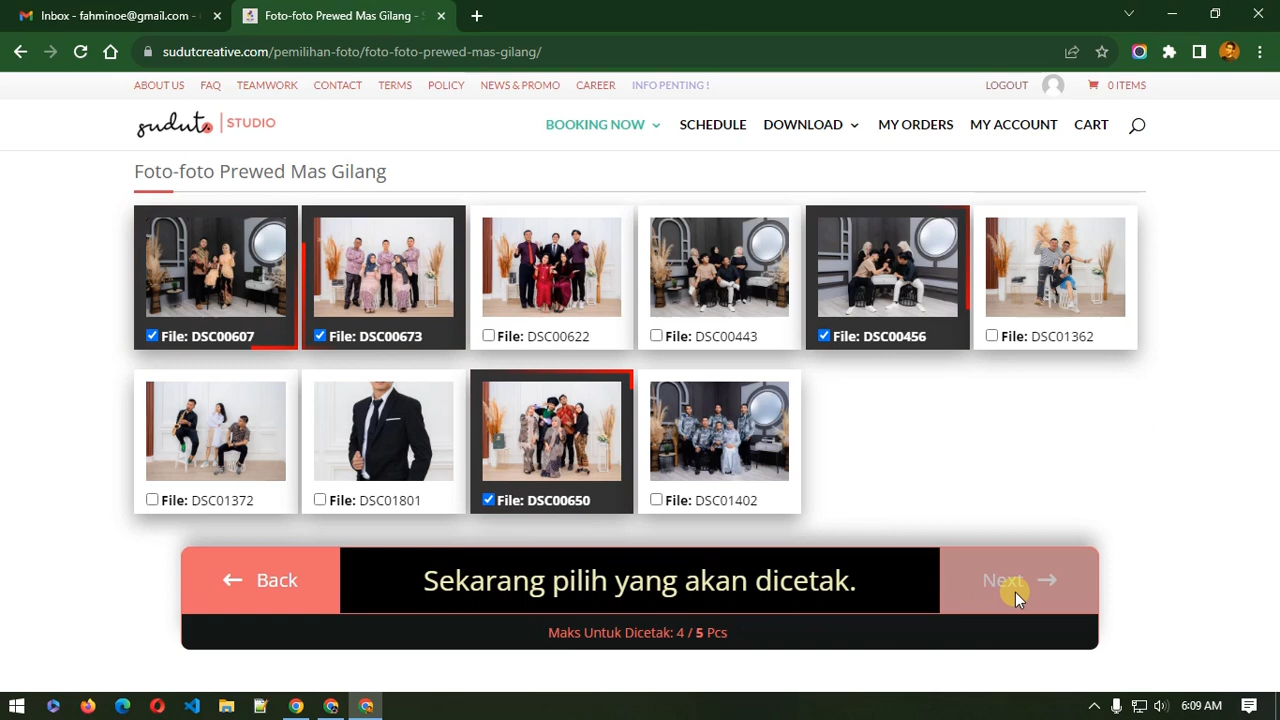 Inbox - fahminoe@gmail.com -
Foto-foto Prewed Mas Gilang - S
sudutcreative.com/pemilihan-foto/foto-foto-prewed-mas-gilang/
ABOUT US FAQ TEAMWORK CONTACT TERMS POLICY NEWS & PROMO CAREER INFO PENTING ! LOGOUT 0 ITEMS
suduto | STUDIO
BOOKING NOW SCHEDULE DOWNLOAD MY ORDERS MY ACCOUNT CART
Foto-foto Prewed Mas Gilang
File: DSC00607 File: DSC00673 File: DSC00622 File: DSC00443 File: DSC00456 File: DSC01362
File: DSC01372 File: DSC01801 File: DSC00650 File: DSC01402
Back Sekarang pilih yang akan dicetak. Next
Maks Untuk Dicetak: 4 / 5 Pcs
6:09 AM